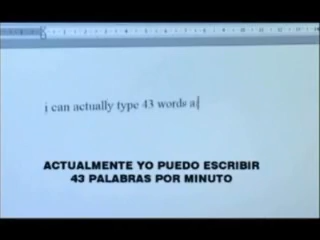 i can actually type 43 words a
ACTUALMENTE YO PUEDO ESCRIBIR
43 PALABRAS POR MINUTO